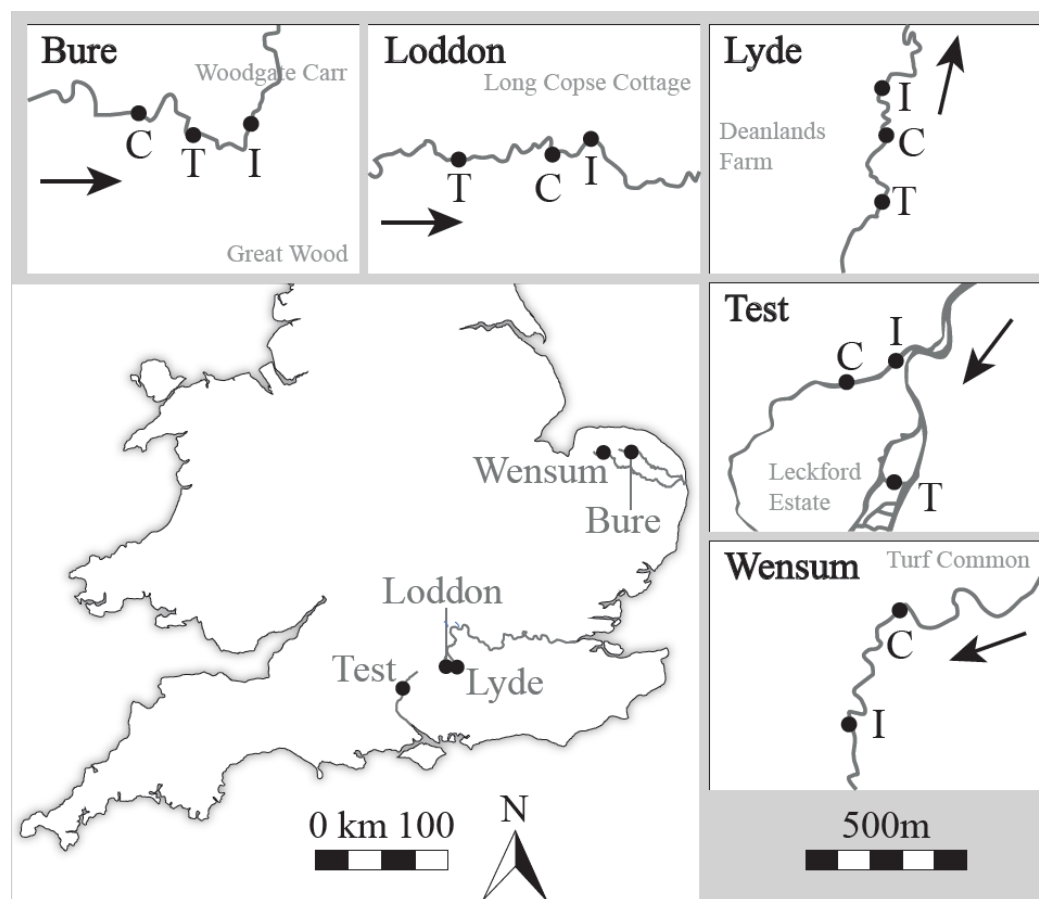 Bure
Woodgate Carr
C
T
I
Great Wood
Loddon
Long Copse Cottage
T
C
I
Lyde
I
Deanlands
Farm
C
T
Test
I
C
Leckford
Estate
T
Wensum
Turf Common
C
I
Wensum
Bure
Loddon
Test
Lyde
0 km 100
N
500m